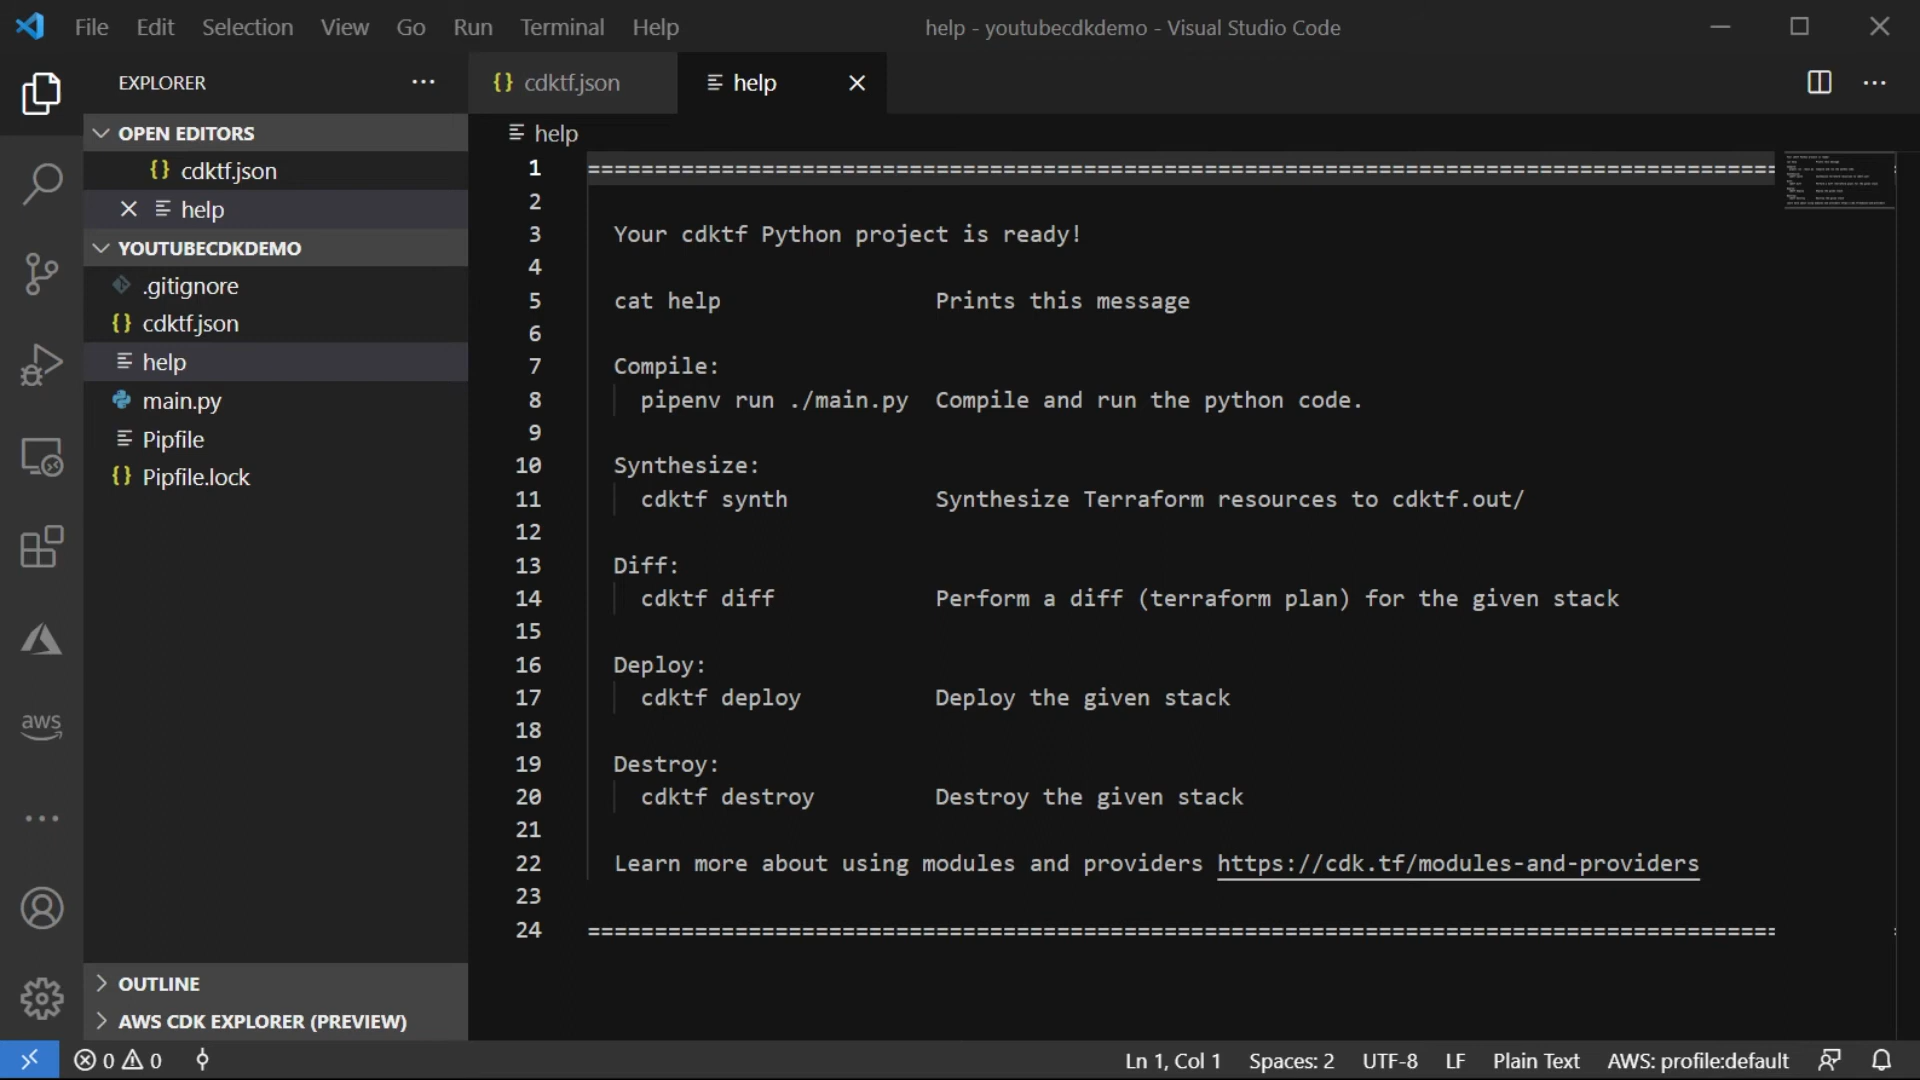 File Edit Selection View Go Run Terminal Help help - youtubecdkdemo - Visual Studio Code
EXPLORER
OPEN EDITORS
{} cdktf.json
help
YOUTUBECDKDEMO
.gitignore
{} cdktf.json
help
main.py
Pipfile
{} Pipfile.lock
OUTLINE
AWS CDK EXPLORER (PREVIEW)
aws
{} cdktf.json help
help
1 =========================================================================================
2
3 Your cdktf Python project is ready!
4
5 cat help Prints this message
6
7 Compile:
8 pipenv run ./main.py Compile and run the python code.
9
10 Synthesize:
11 cdktf synth Synthesize Terraform resources to cdktf.out/
12
13 Diff:
14 cdktf diff Perform a diff (terraform plan) for the given stack
15
16 Deploy:
17 cdktf deploy Deploy the given stack
18
19 Destroy:
20 cdktf destroy Destroy the given stack
21
22 Learn more about using modules and providers https://cdk.tf/modules-and-providers
23
24 =========================================================================================
0 0 Ln 1, Col 1 Spaces: 2 UTF-8 LF Plain Text AWS: profile:default